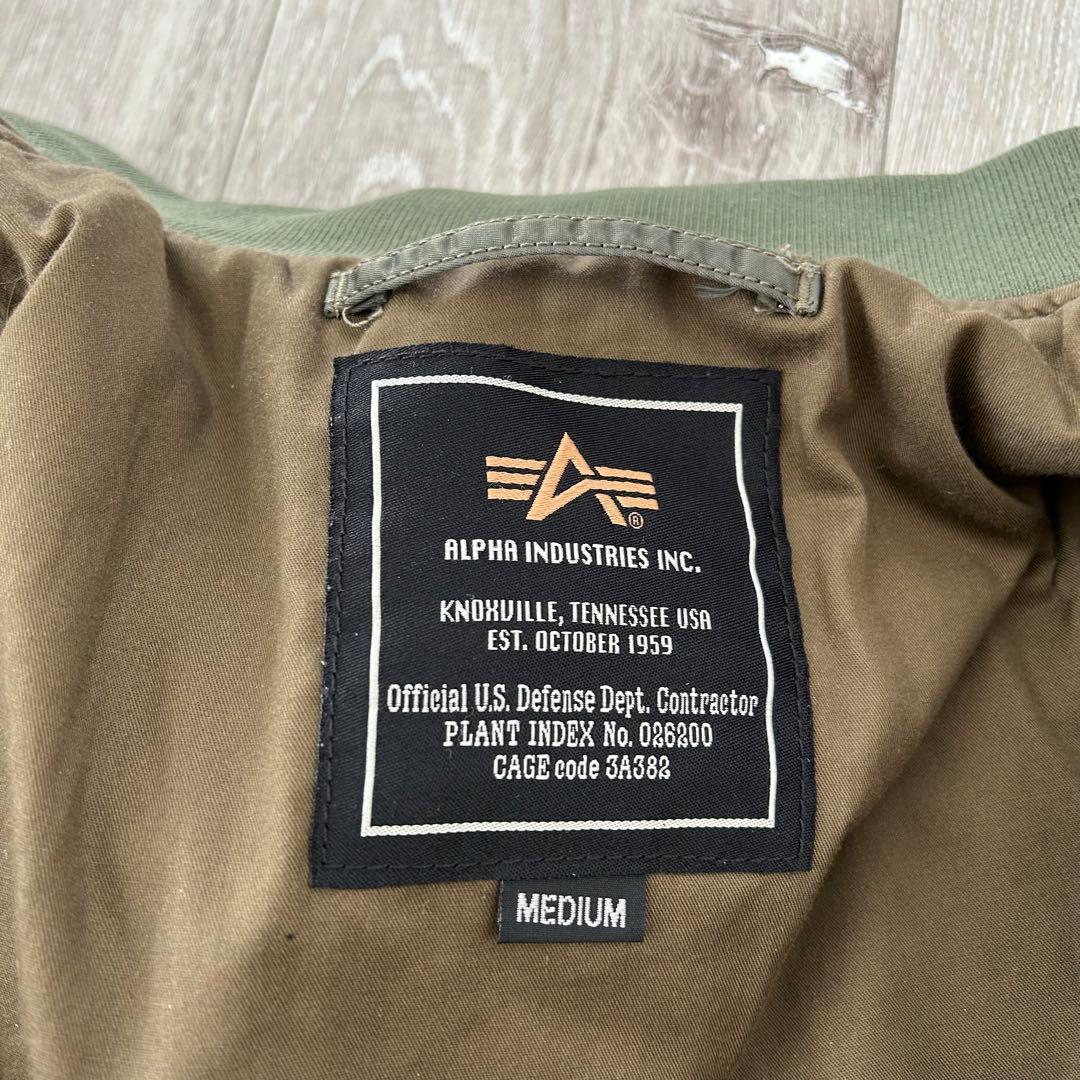 ®
ALPHA INDUSTRIES INC.
KNOXVILLE, TENNESSEE USA
EST. OCTOBER 1959
Official U.S. Defense Dept. Contractor
PLANT INDEX No. 026200
CAGE code 3A382
MEDIUM